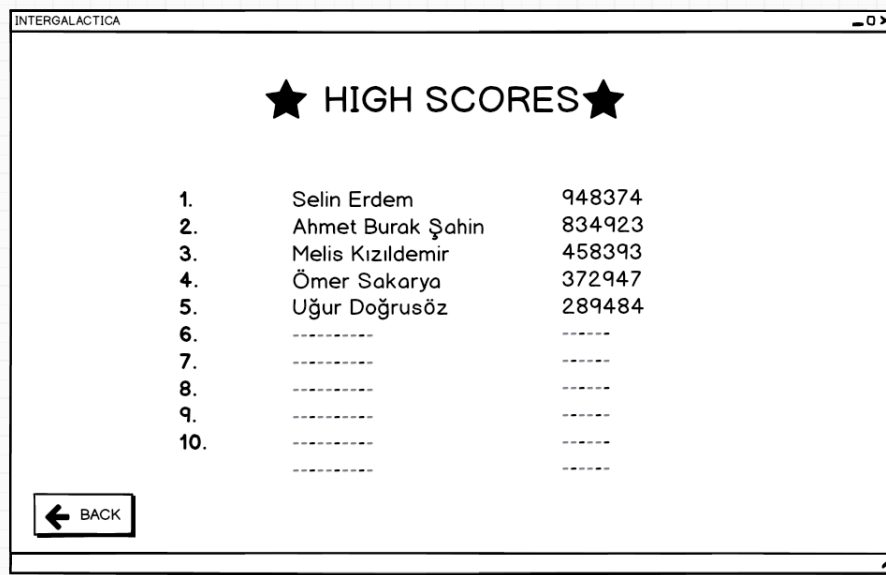 INTERGALACTICA
HIGH SCORES
1. Selin Erdem 948374
2. Ahmet Burak Şahin 834923
3. Melis Kızıldemir 458393
4. Ömer Sakarya 372947
5. Uğur Doğrusöz 289484
6. ---------- ------
7. ---------- ------
8. ---------- ------
9. ---------- ------
10. ---------- ------
---------- ------
BACK